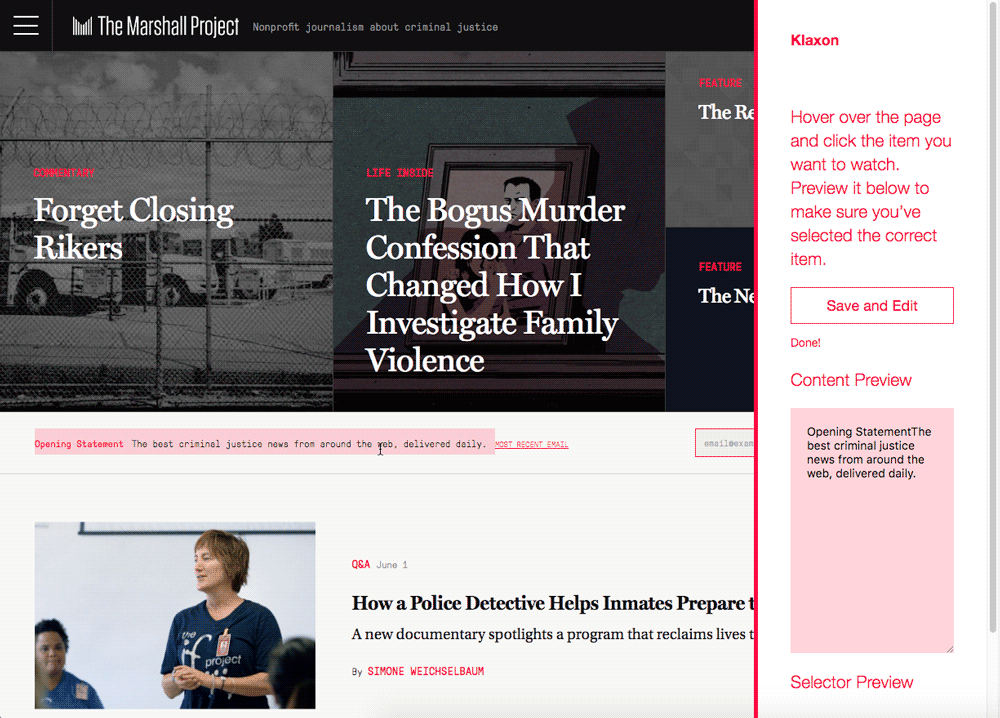 The Marshall Project Nonprofit journalism about criminal justice
COMMENTARY
Forget Closing
Rikers
LIFE INSIDE
The Bogus Murder
Confession That
Changed How I
Investigate Family
Violence
FEATURE
The Re
FEATURE
The Ne
Opening Statement The best criminal justice news from around the web, delivered daily. MOST RECENT EMAIL
email@exam
the
if
project
Q&A June 1
How a Police Detective Helps Inmates Prepare t
A new documentary spotlights a program that reclaims lives t
By SIMONE WEICHSELBAUM
Klaxon
Hover over the page
and click the item you
want to watch.
Preview it below to
make sure you've
selected the correct
item.
Save and Edit
Done!
Content Preview
Opening StatementThe
best criminal justice
news from around the
web, delivered daily.
Selector Preview